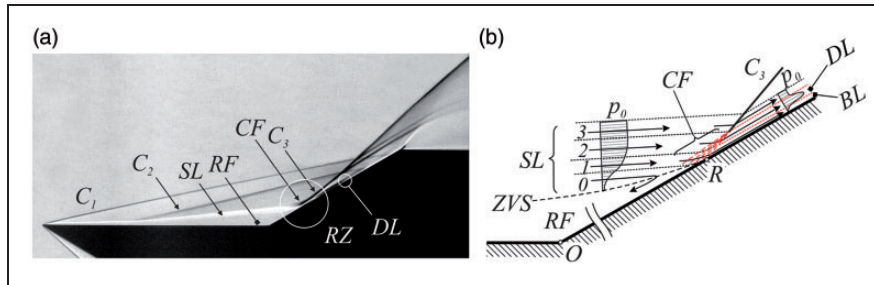 (a)
C1
C2
SL
RF
CF
C3
RZ
DL
(b)
p0
CF
C3
p0
DL
BL
SL
3
2
1
0
ZVS
R
RF
O